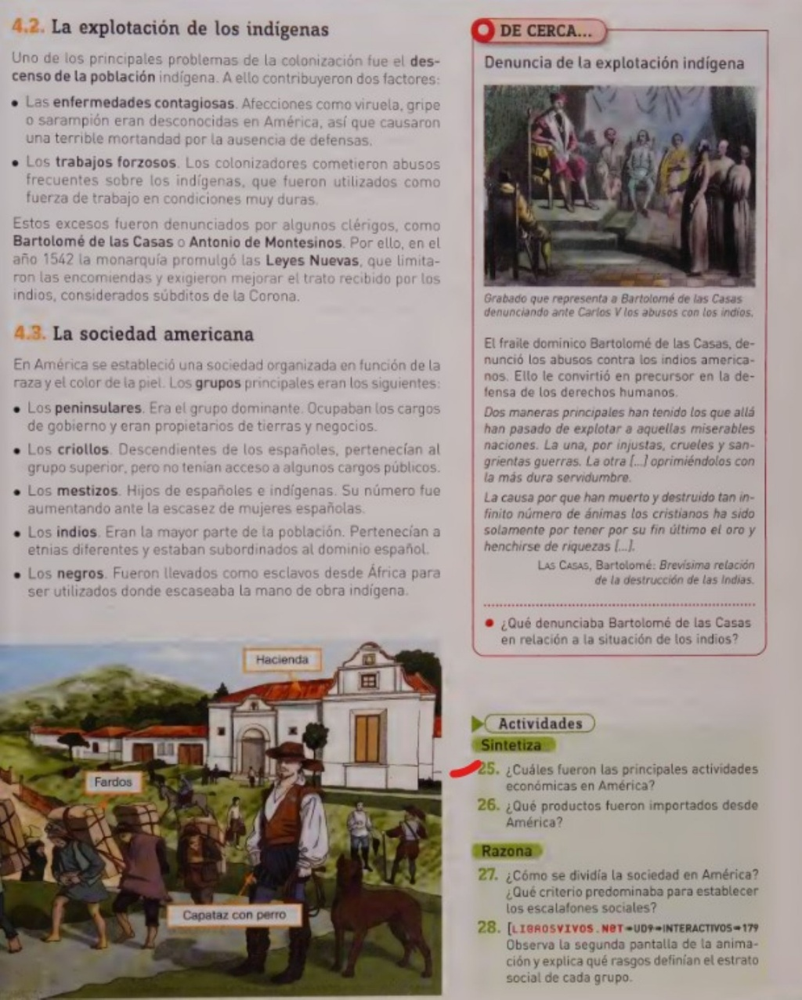 4.2. La explotación de los indígenas
Uno de los principales problemas de la colonización fue el des-
censo de la población indígena. A ello contribuyeron dos factores:
• Las enfermedades contagiosas. Afecciones como viruela, gripe
o sarampión eran desconocidas en América, así que causaron
una terrible mortandad por la ausencia de defensas.
• Los trabajos forzosos. Los colonizadores cometieron abusos
frecuentes sobre los indígenas, que fueron utilizados como
fuerza de trabajo en condiciones muy duras.
Estos excesos fueron denunciados por algunos clérigos, como
Bartolomé de las Casas o Antonio de Montesinos. Por ello, en el
año 1542 la monarquía promulgó las Leyes Nuevas, que limita-
ron las encomiendas y exigieron mejorar el trato recibido por los
indios, considerados súbditos de la Corona.
4.3. La sociedad americana
En América se estableció una sociedad organizada en función de la
raza y el color de la piel. Los grupos principales eran los siguientes:
• Los peninsulares. Era el grupo dominante. Ocupaban los cargos
de gobierno y eran propietarios de tierras y negocios.
• Los criollos. Descendientes de los españoles, pertenecían al
grupo superior, pero no tenían acceso a algunos cargos públicos.
• Los mestizos. Hijos de españoles e indígenas. Su número fue
aumentando ante la escasez de mujeres españolas.
• Los indios. Eran la mayor parte de la población. Pertenecían a
etnias diferentes y estaban subordinados al dominio español.
• Los negros. Fueron llevados como esclavos desde África para
ser utilizados donde escaseaba la mano de obra indígena.
Hacienda
Fardos
Capataz con perro
DE CERCA...
Denuncia de la explotación indígena
Grabado que representa a Bartolomé de las Casas
denunciando ante Carlos V los abusos con los indios.
El fraile dominico Bartolomé de las Casas, de-
nunció los abusos contra los indios america-
nos. Ello le convirtió en precursor en la de-
fensa de los derechos humanos.
Dos maneras principales han tenido los que allá
han pasado de explotar a aquellas miserables
naciones. La una, por injustas, crueles y san-
grientas guerras. La otra [...] oprimiéndolos con
la más dura servidumbre.
La causa por que han muerto y destruido tan in-
finito número de ánimas los cristianos ha sido
solamente por tener por su fin último el oro y
henchirse de riquezas [...].
LAS CASAS, Bartolomé: Brevísima relación
de la destrucción de las Indias.
• ¿Qué denunciaba Bartolomé de las Casas
en relación a la situación de los indios?
Actividades
Sintetiza
25. ¿Cuáles fueron las principales actividades
económicas en América?
26. ¿Qué productos fueron importados desde
América?
Razona
27. ¿Cómo se dividía la sociedad en América?
¿Qué criterio predominaba para establecer
los escalafones sociales?
28. [LIBROSVIVOS.NET➡UD9➡INTERACTIVOS➡179
Observa la segunda pantalla de la anima-
ción y explica qué rasgos definían el estrato
social de cada grupo.